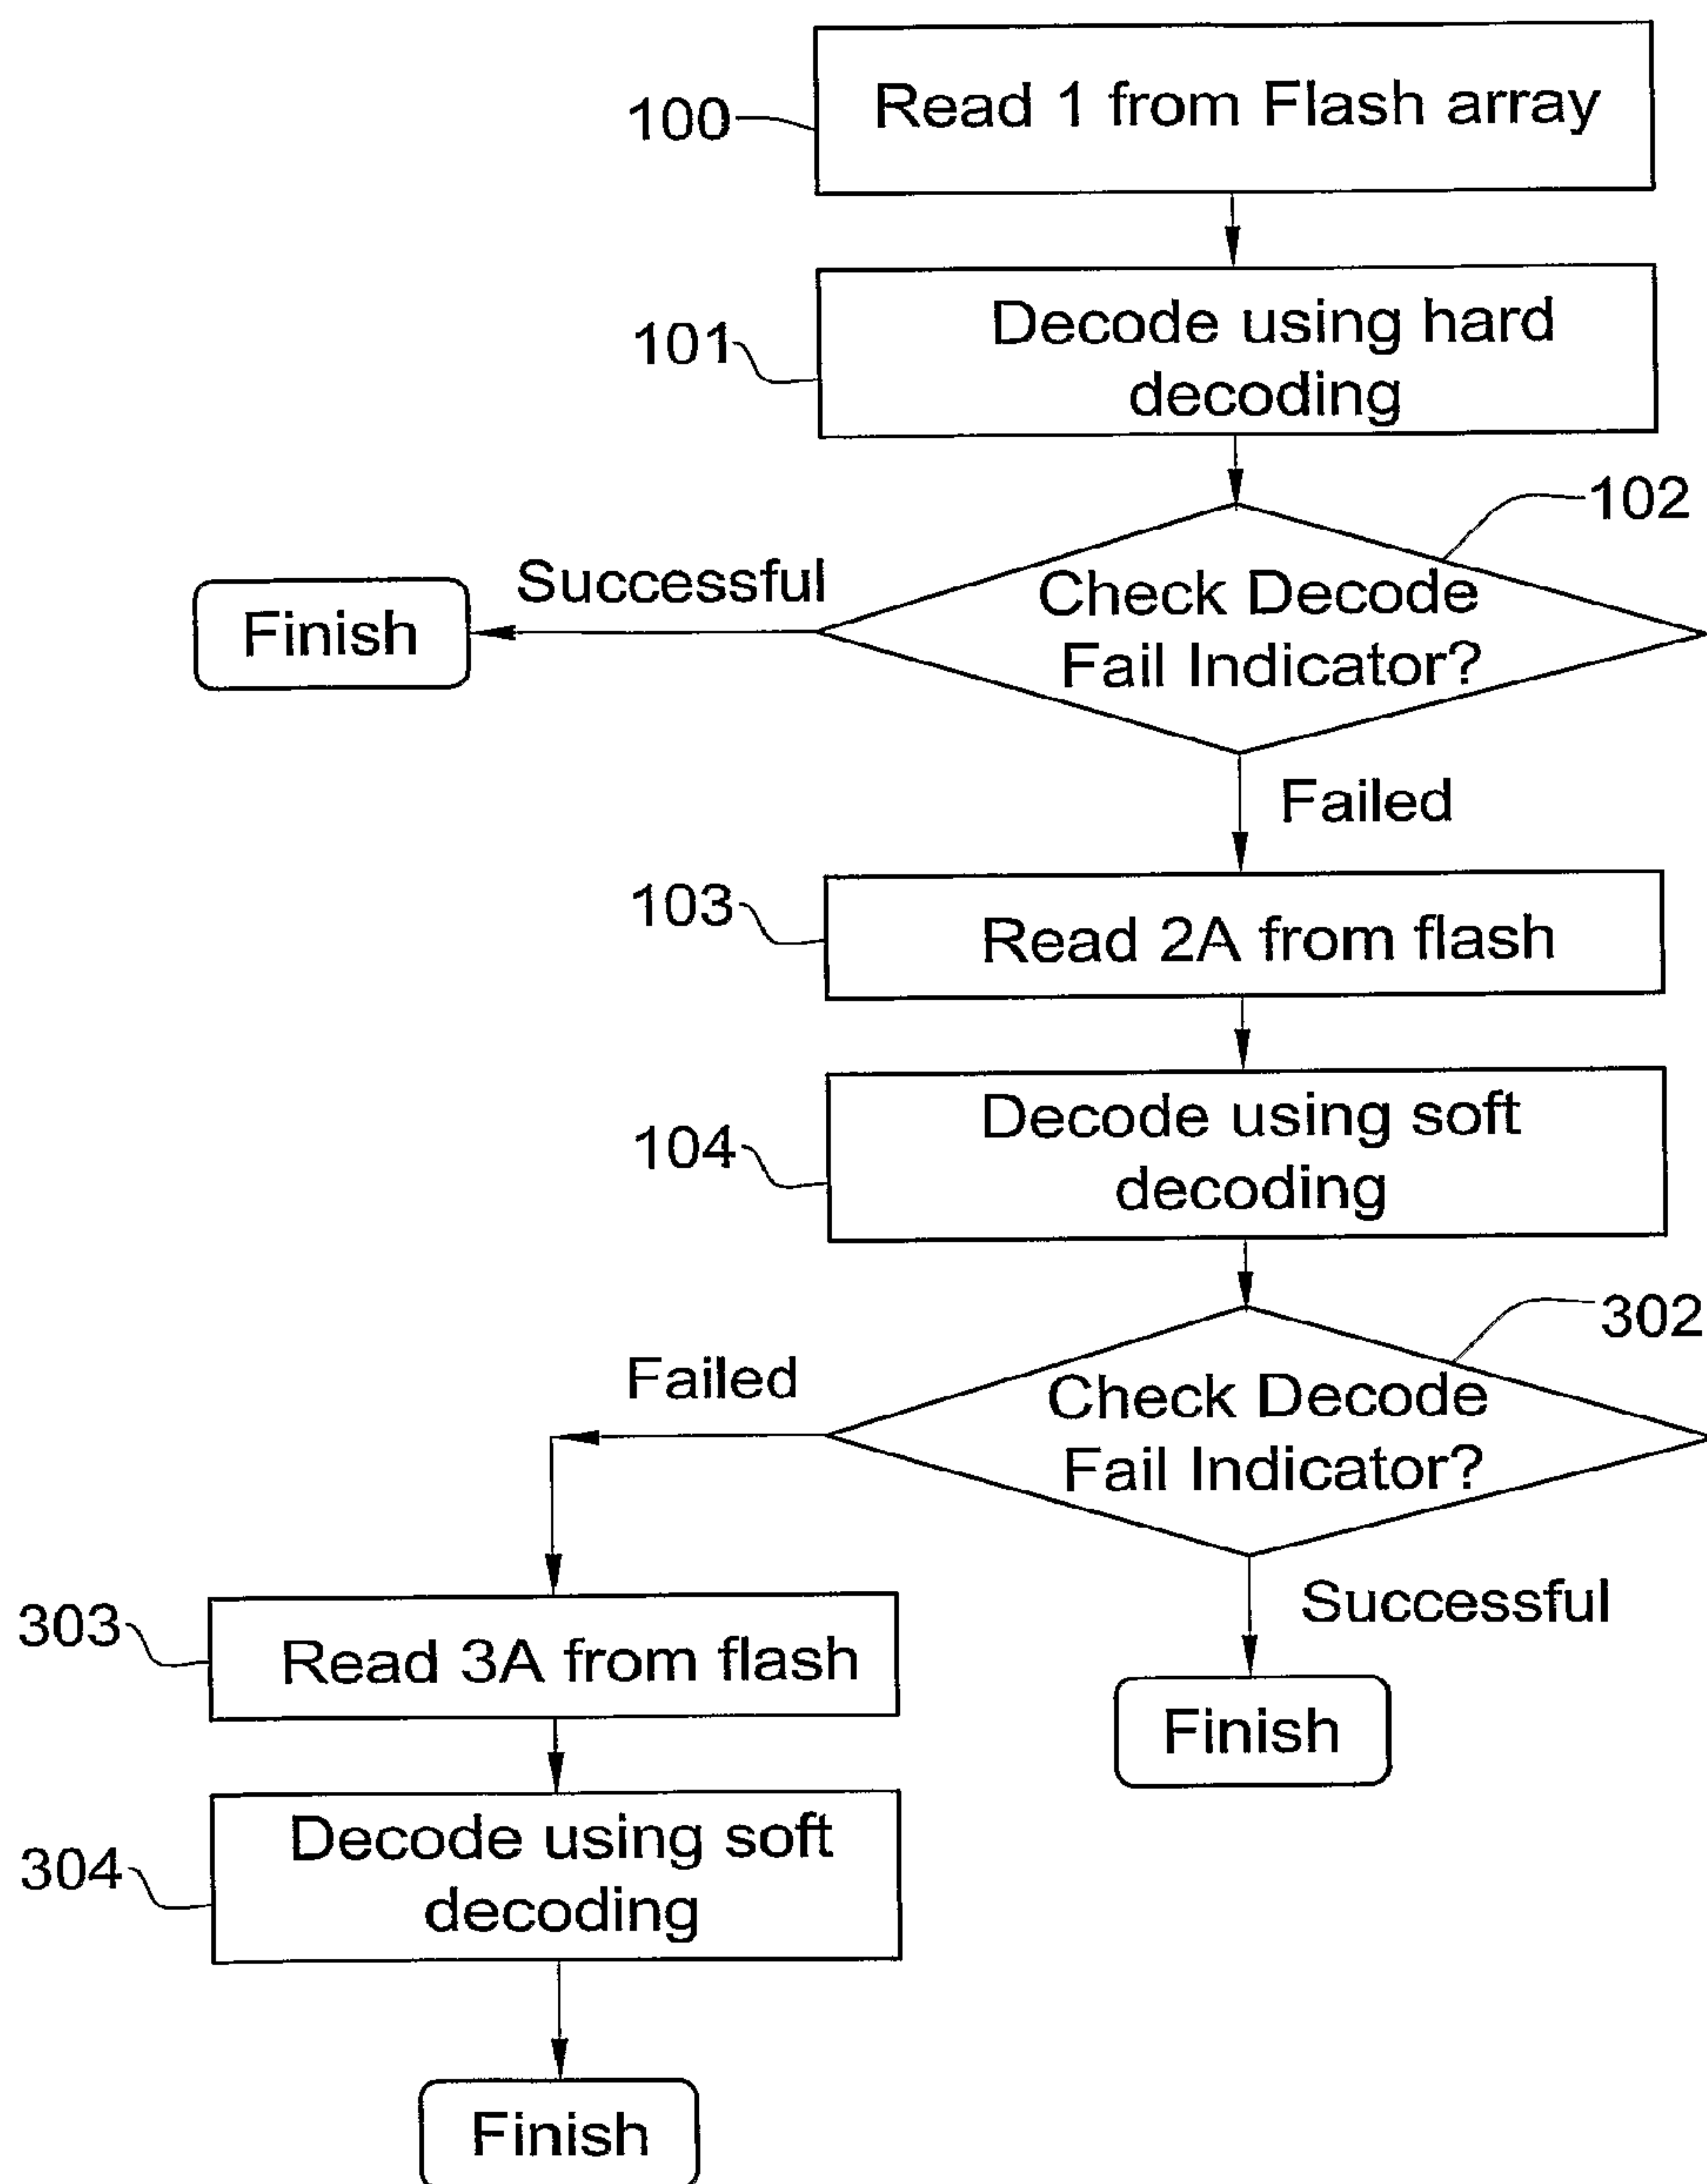 100
Read 1 from Flash array
101
Decode using hard
decoding
102
Successful
Check Decode
Fail Indicator?
Finish
Failed
103
Read 2A from flash
104
Decode using soft
decoding
302
Failed
Check Decode
Fail Indicator?
Successful
303
Read 3A from flash
Finish
304
Decode using soft
decoding
Finish